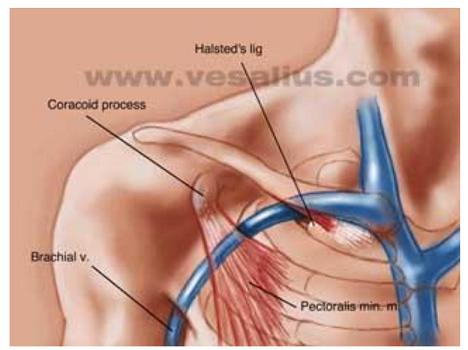 Halsted's lig
www.vesalius.com
Coracoid process
Brachial v.
Pectoralis min. m